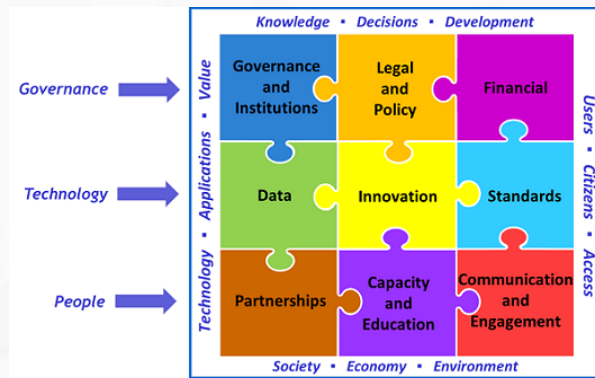 Knowledge • Decisions • Development
Governance
Technology
People
Technology • Applications • Value
Governance
and
Institutions
Legal
and
Policy
Financial
Data
Innovation
Standards
Partnerships
Capacity
and
Education
Communication
and
Engagement
Users • Citizens • Access
Society • Economy • Environment